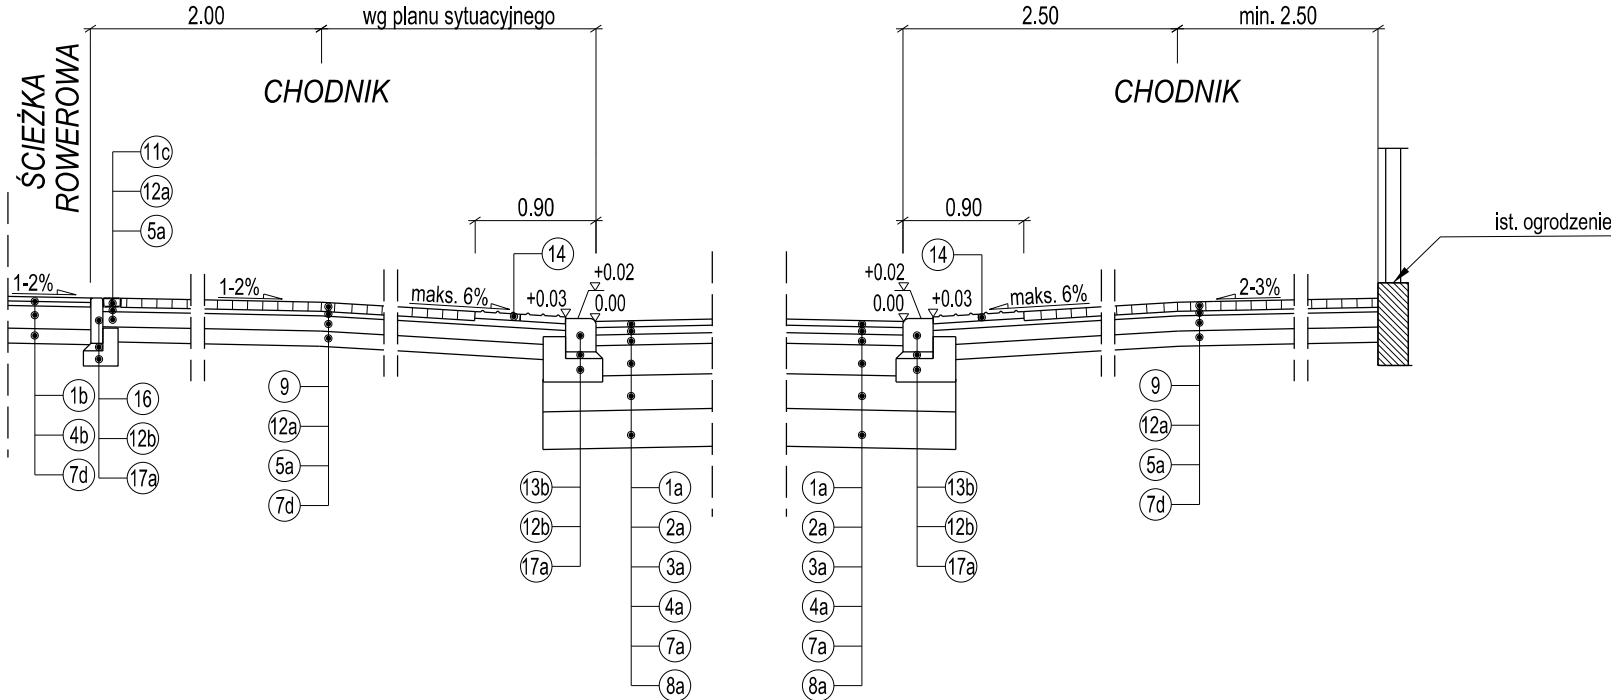 2.00
wg planu sytuacyjnego
2.50
min. 2.50
ŚCIEŻKA
ROWEROWA
CHODNIK
CHODNIK
11c
12a
5a
0.90
0.90
ist. ogrodzenie
14
14
1-2%
1-2%
maks. 6%
+0.03
+0.02
0.00
+0.02
0.00
+0.03
maks. 6%
2-3%
1b
4b
7d
16
12b
17a
9
12a
5a
7d
13b
12b
17a
1a
2a
3a
4a
7a
8a
1a
2a
3a
4a
7a
8a
13b
12b
17a
9
12a
5a
7d